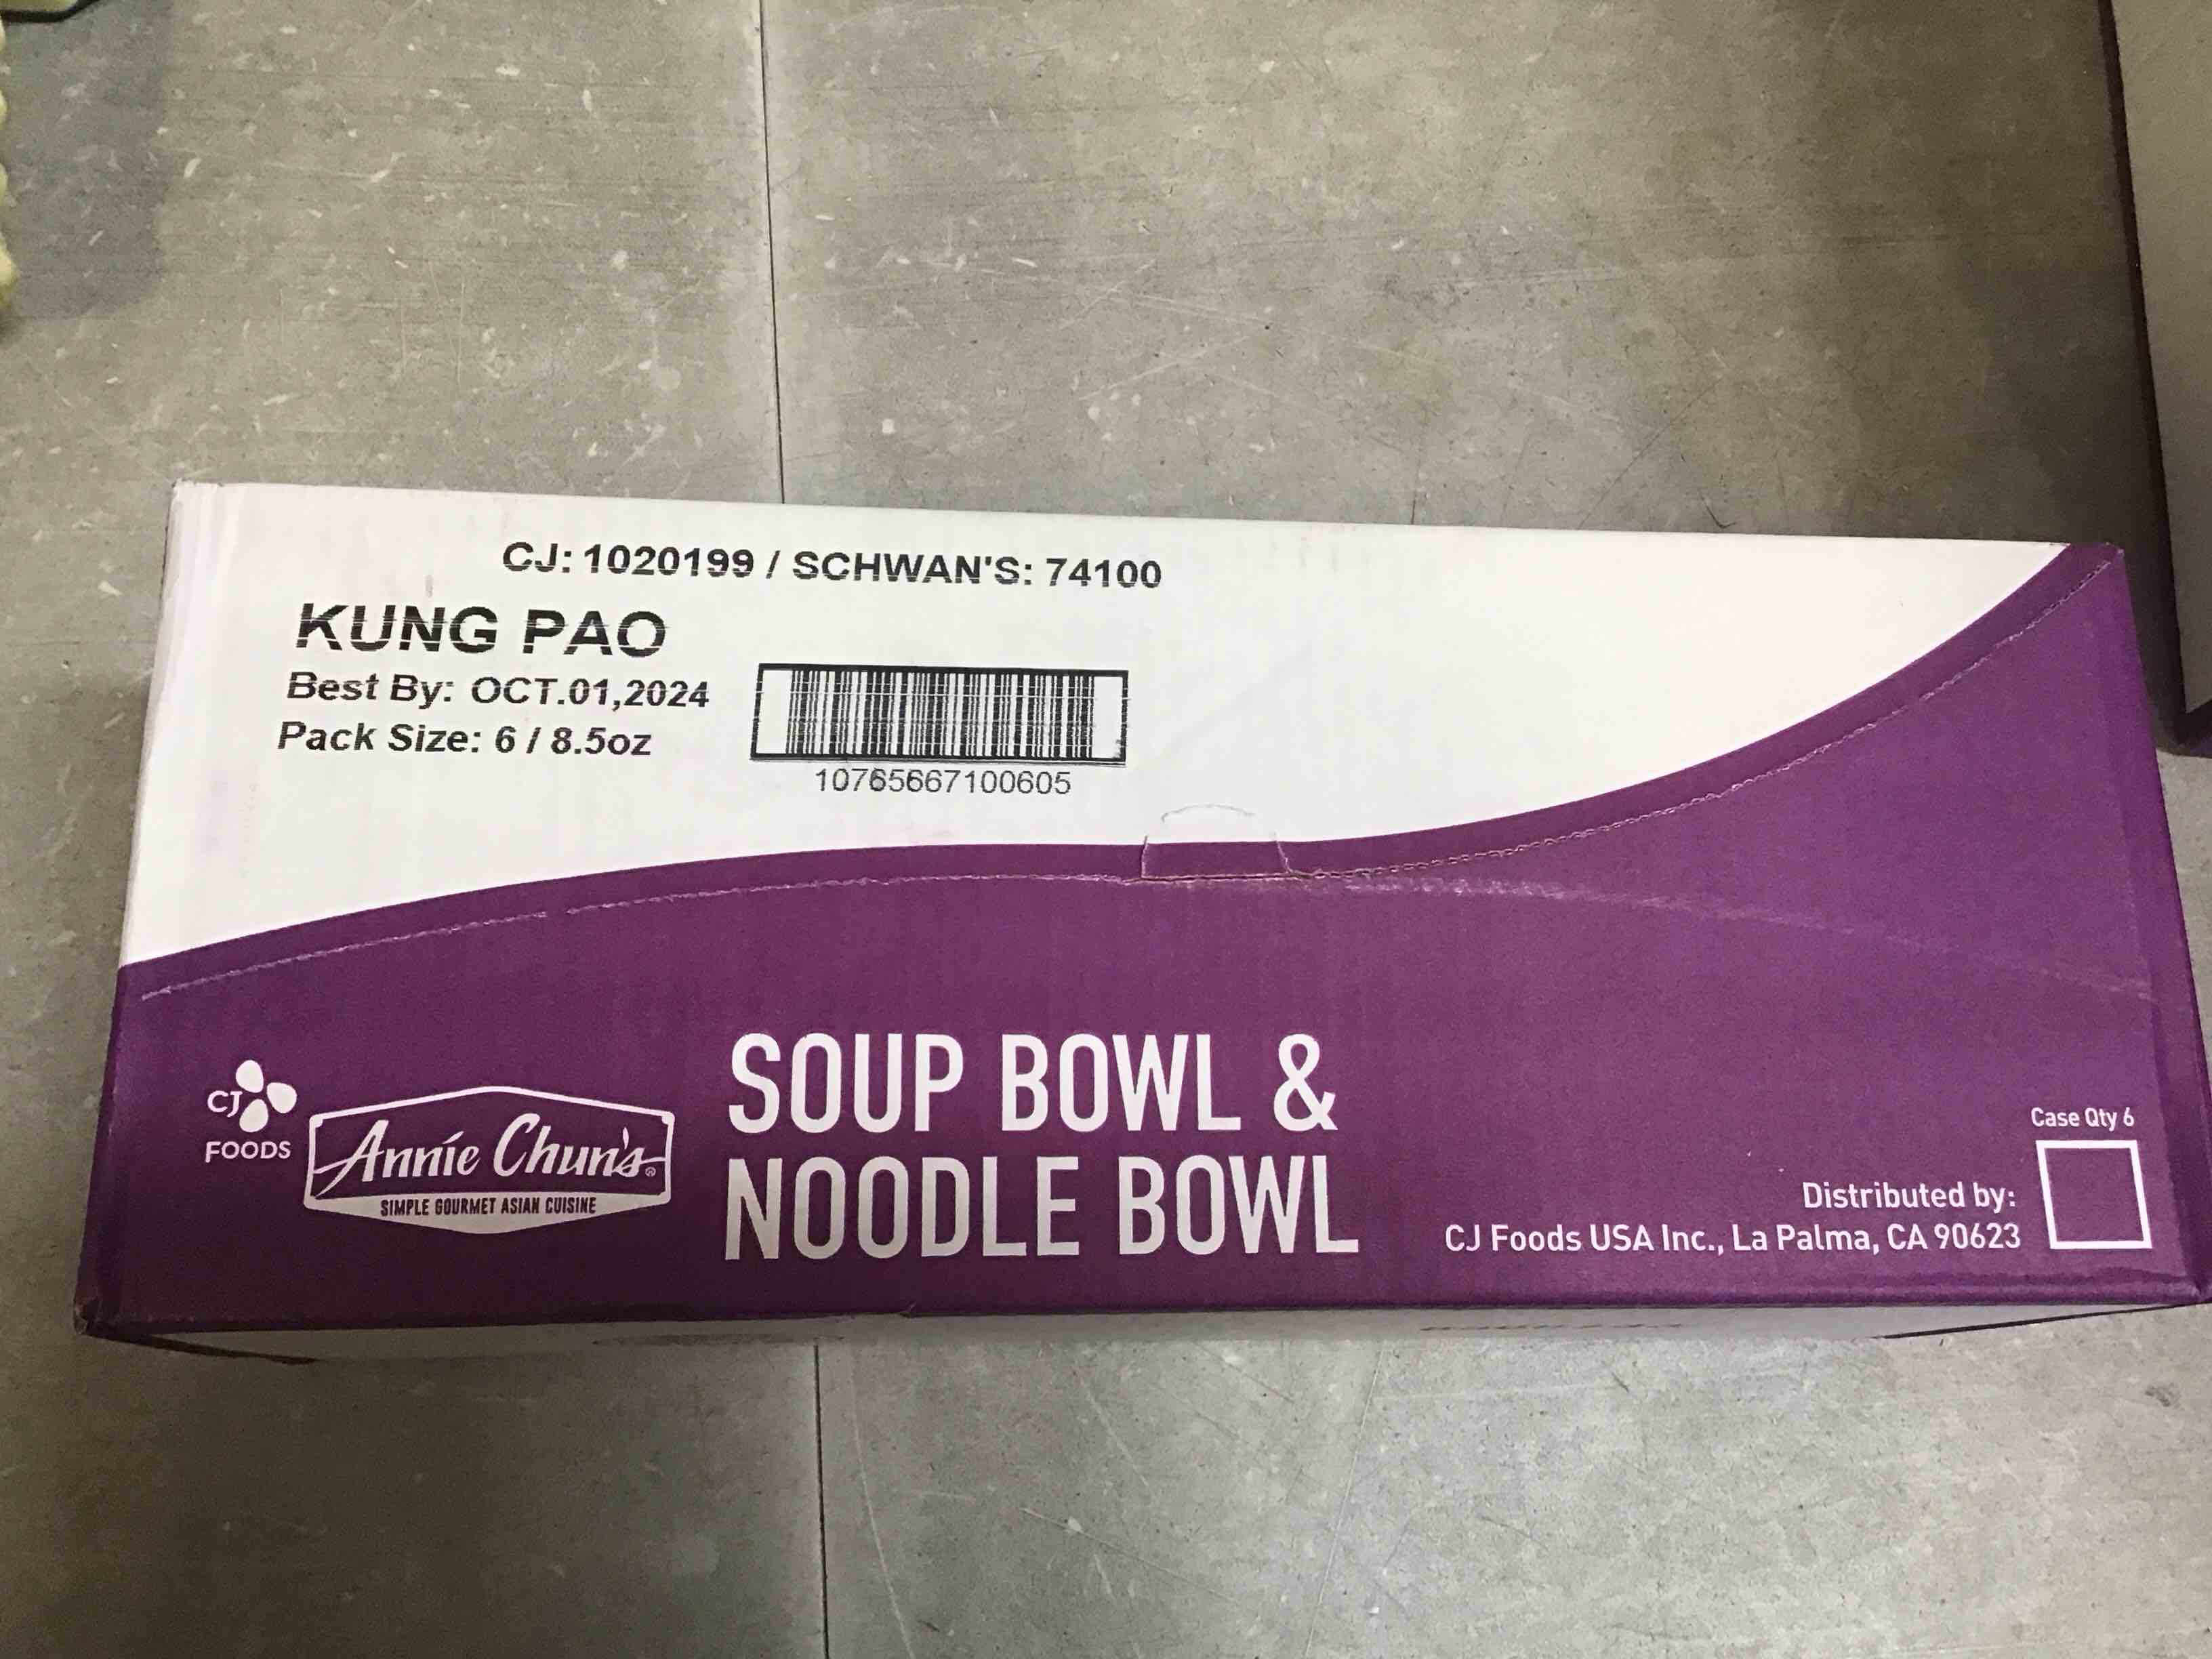 CJ: 1020199 / SCHWAN'S: 74100
KUNG PAO
Best By: OCT.01,2024
Pack Size: 6 / 8.5oz
10765667100605
CJ
FOODS
Annie Chun's®
SIMPLE GOURMET ASIAN CUISINE
SOUP BOWL &
NOODLE BOWL
Case Qty 6
Distributed by:
CJ Foods USA Inc., La Palma, CA 90623